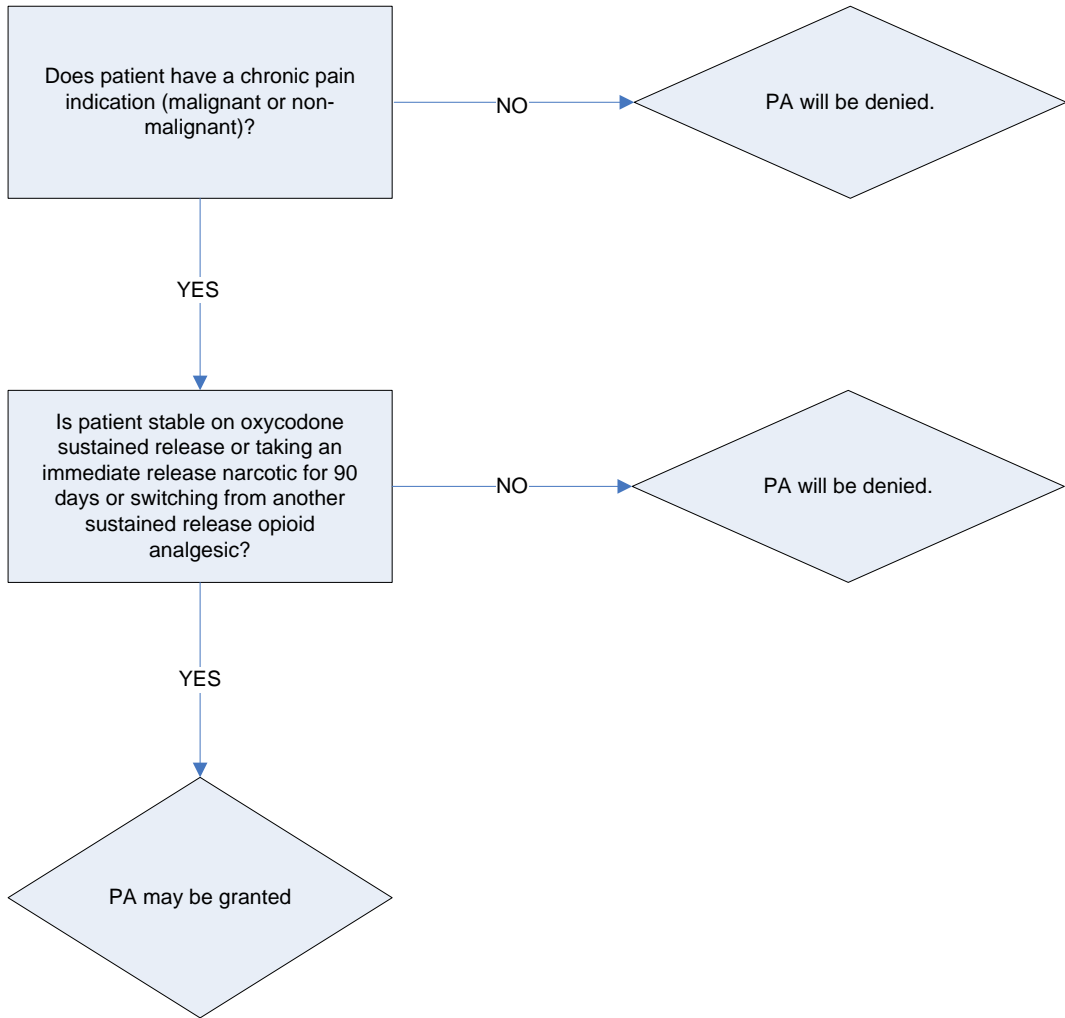 Does patient have a chronic pain
indication (malignant or non-
malignant)?
NO
PA will be denied.
YES
Is patient stable on oxycodone
sustained release or taking an
immediate release narcotic for 90
days or switching from another
sustained release opioid
analgesic?
NO
PA will be denied.
YES
PA may be granted